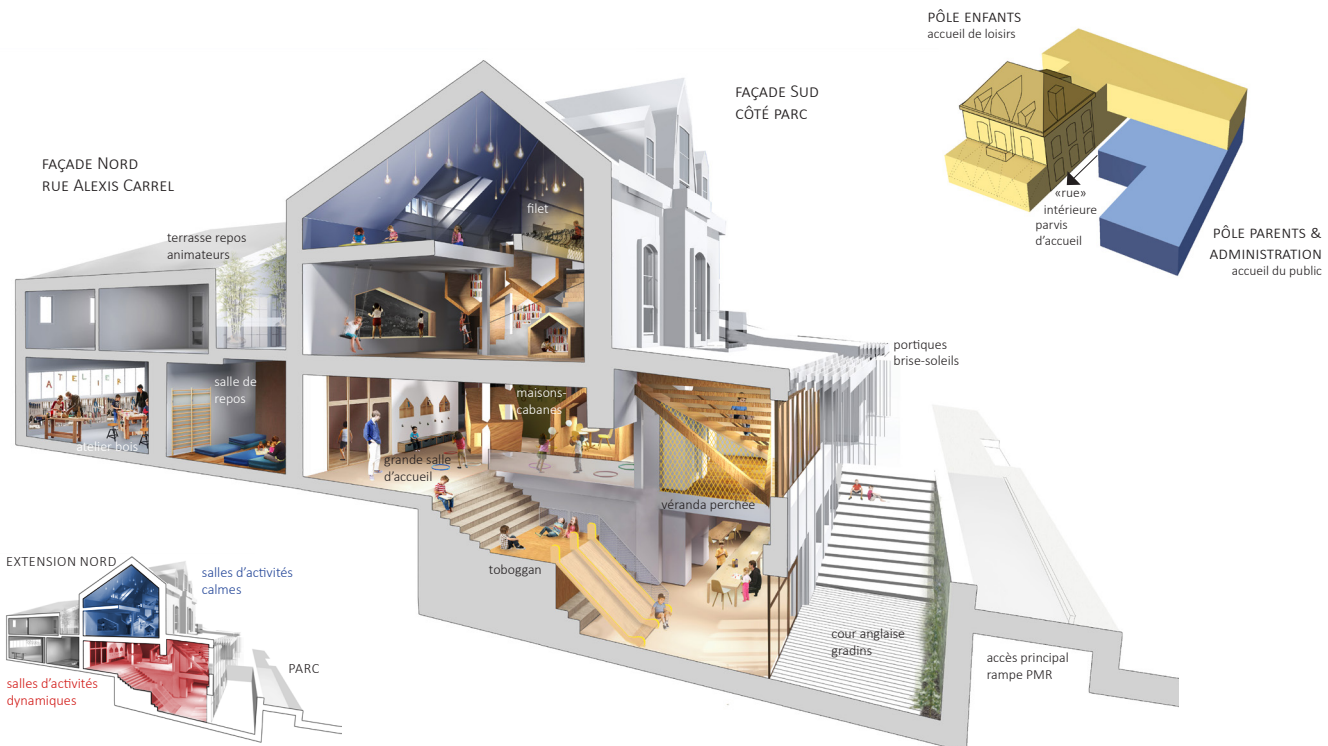 PÔLE ENFANTS
accueil de loisirs
FAÇADE SUD
CÔTÉ PARC
FAÇADE NORD
RUE ALEXIS CARREL
«rue»
intérieure
parvis
d'accueil
PÔLE PARENTS &
ADMINISTRATION
accueil du public
filet
terrasse repos
animateurs
portiques
brise-soleils
ATELIER
salle de
repos
maisons-
cabanes
atelier bois
grande salle
d'accueil
véranda perchée
toboggan
EXTENSION NORD
salles d'activités
calmes
cour anglaise
gradins
accès principal
rampe PMR
PARC
salles d'activités
dynamiques